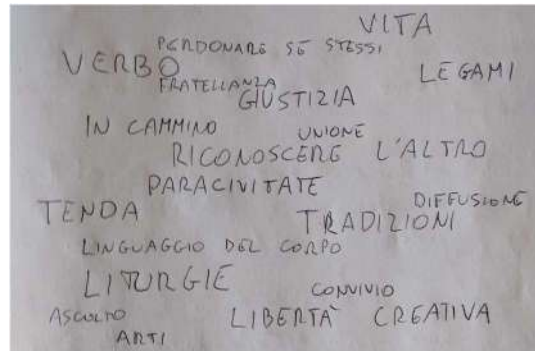 VITA
PERDONARE SE STESSI
VERBO
LEGAMI
FRATELLANZA
GIUSTIZIA
IN CAMMINO
UNIONE
RICONOSCERE L'ALTRO
PARACIVITATE
DIFFUSIONE
TENDA
TRADIZIONI
LINGUAGGIO DEL CORPO
LITURGIE
CONVIVIO
ASCOLTO
LIBERTÀ CREATIVA
ARTI